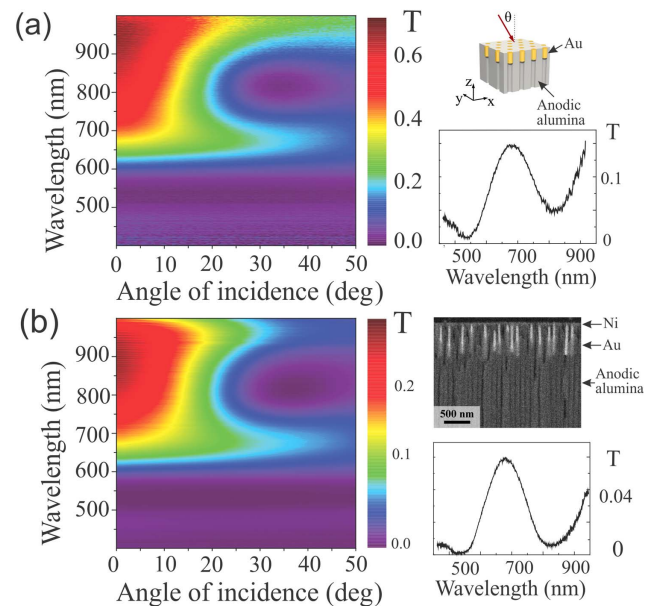 (a)
T
0.6
0.4
0.2
0.0
Wavelength (nm)
900
800
700
600
500
0 10 20 30 40 50
Angle of incidence (deg)
θ
Au
Anodic
alumina
z
y
x
T
0.1
0
500 700 900
Wavelength (nm)
(b)
T
0.2
0.1
0.0
Wavelength (nm)
900
800
700
600
500
0 10 20 30 40 50
Angle of incidence (deg)
Ni
Au
Anodic
alumina
500 nm
T
0.04
0
500 700 900
Wavelength (nm)